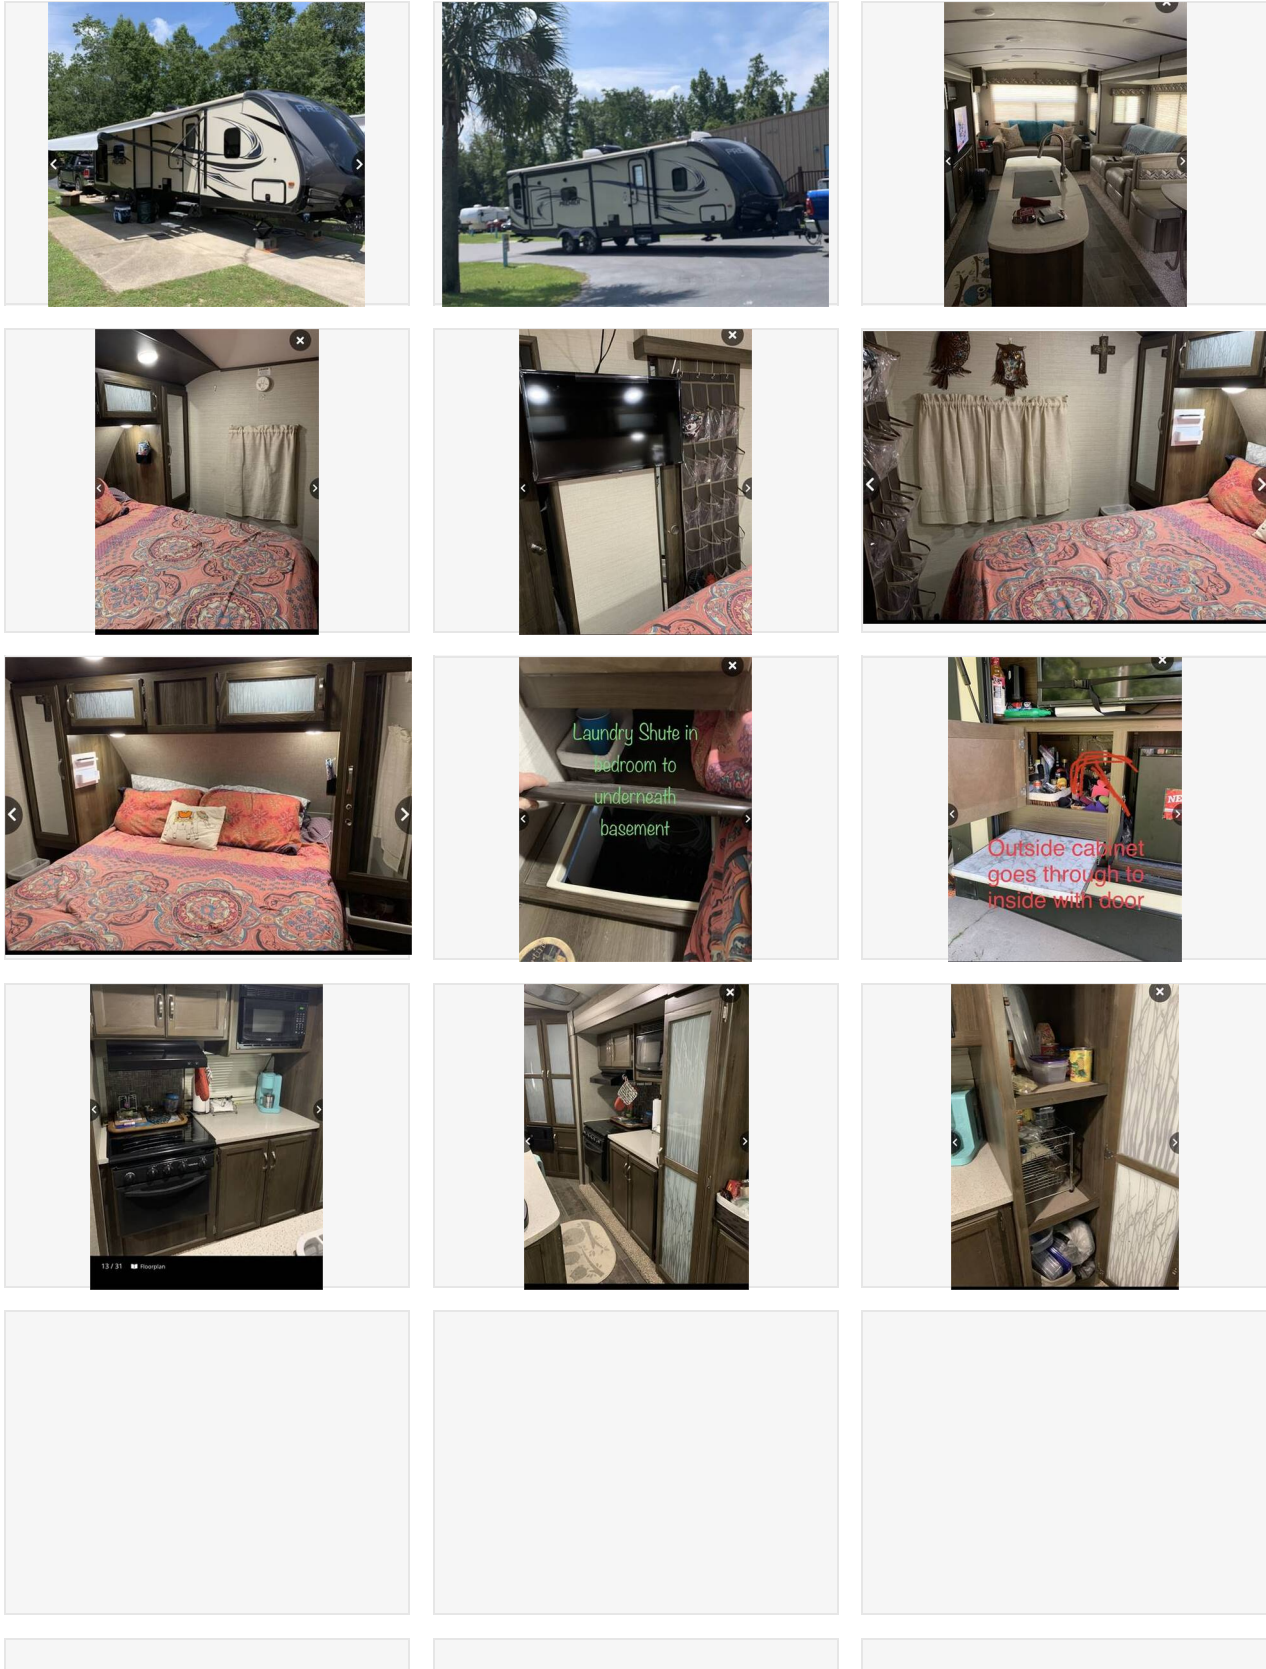 Laundry Shute in
bedroom to
underneath
basement
Outside cabinet
goes through to
inside with door
13 / 31 Floorplan